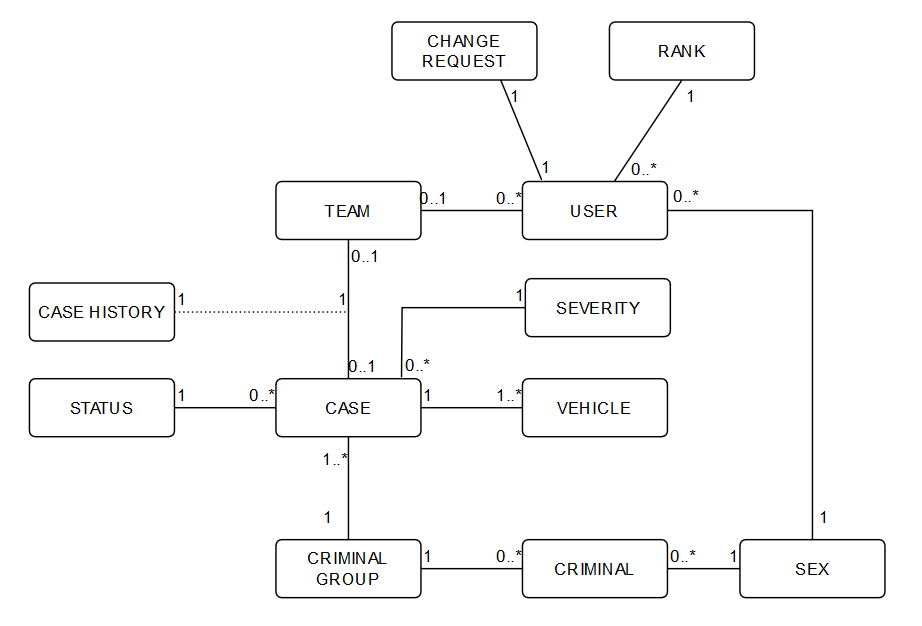 CHANGE
REQUEST
RANK
1
1
1
0..*
TEAM
0..1
0..*
USER
0..*
0..1
CASE HISTORY
1
1
1
SEVERITY
0..1
0..*
STATUS
1
0..*
CASE
1
1..*
VEHICLE
1..*
1
1
CRIMINAL
GROUP
1
0..*
CRIMINAL
0..*
1
SEX